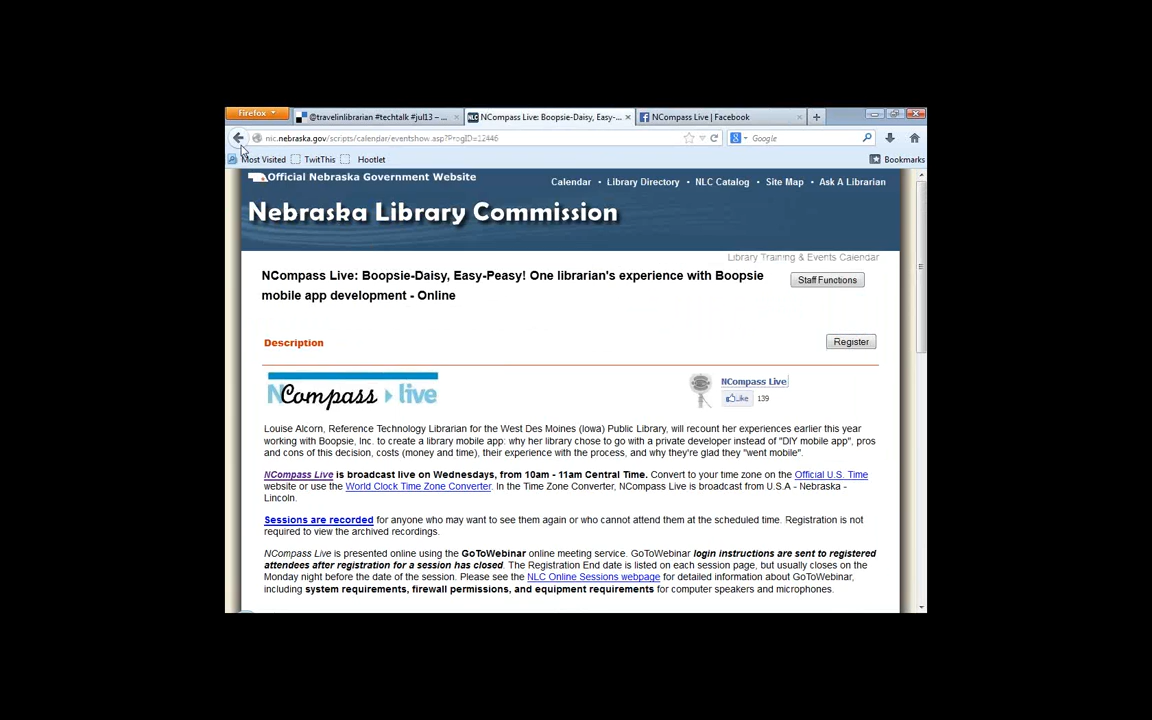 Firefox
@travelinlibrarian #techtalk #jul13 – ...
NCompass Live: Boopsie-Daisy, Easy-...
NCompass Live | Facebook
nlc.nebraska.gov/scripts/calendar/eventshow.asp?ProgID=12446
Google
Most Visited
TwitThis
Hootlet
Bookmarks
Official Nebraska Government Website
Calendar • Library Directory • NLC Catalog • Site Map • Ask A Librarian
Nebraska Library Commission
Library Training & Events Calendar
NCompass Live: Boopsie-Daisy, Easy-Peasy! One librarian's experience with Boopsie
mobile app development - Online
Staff Functions
Description
Register
NCompass live
NCompass Live
Like 139
Louise Alcorn, Reference Technology Librarian for the West Des Moines (Iowa) Public Library, will recount her experiences earlier this year
working with Boopsie, Inc. to create a library mobile app: why her library chose to go with a private developer instead of "DIY mobile app", pros
and cons of this decision, costs (money and time), their experience with the process, and why they're glad they "went mobile".
NCompass Live is broadcast live on Wednesdays, from 10am - 11am Central Time. Convert to your time zone on the Official U.S. Time
website or use the World Clock Time Zone Converter. In the Time Zone Converter, NCompass Live is broadcast from U.S.A - Nebraska -
Lincoln.
Sessions are recorded for anyone who may want to see them again or who cannot attend them at the scheduled time. Registration is not
required to view the archived recordings.
NCompass Live is presented online using the GoToWebinar online meeting service. GoToWebinar login instructions are sent to registered
attendees after registration for a session has closed. The Registration End date is listed on each session page, but usually closes on the
Monday night before the date of the session. Please see the NLC Online Sessions webpage for detailed information about GoToWebinar,
including system requirements, firewall permissions, and equipment requirements for computer speakers and microphones.